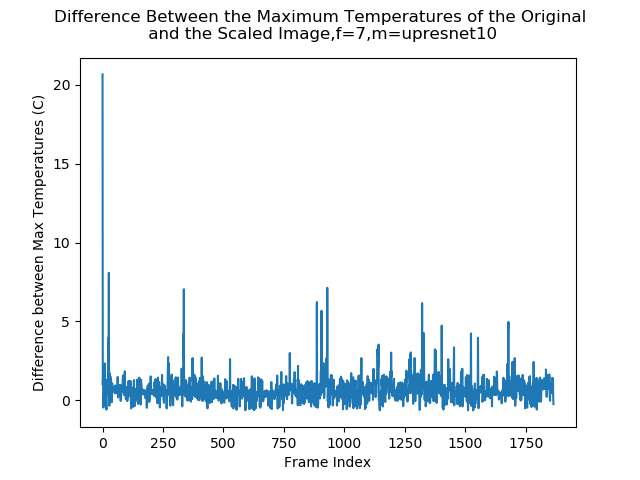 Difference Between the Maximum Temperatures of the Original
and the Scaled Image,f=7,m=upresnet10
20
15
10
5
0
Difference between Max Temperatures (C)
0 250 500 750 1000 1250 1500 1750
Frame Index